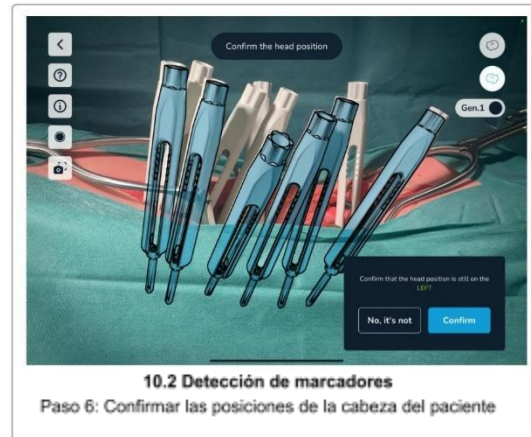 Confirm the head position
Gen.1
Confirm that the head position is still on the
LEFT
No, it's not
Confirm
10.2 Detección de marcadores
Paso 6: Confirmar las posiciones de la cabeza del paciente